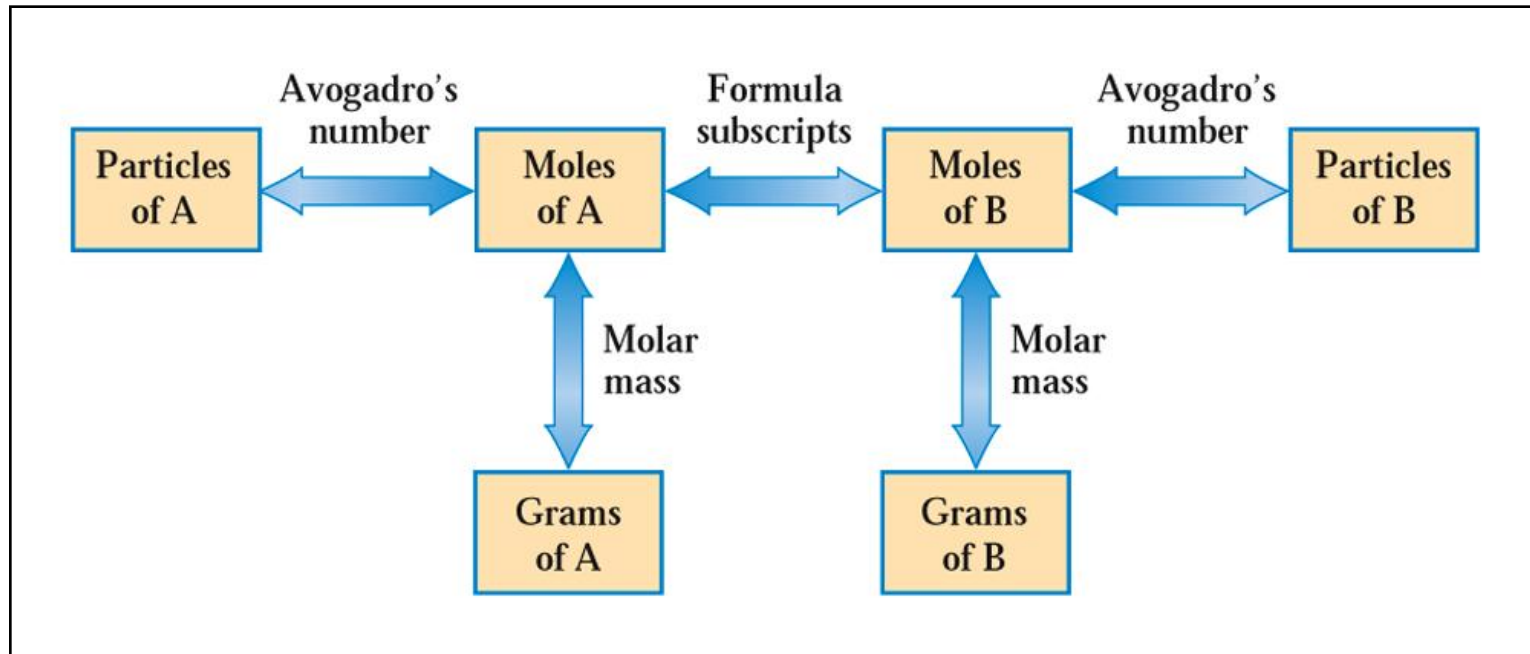 Avogadro's
number
Formula
subscripts
Avogadro's
number
Particles
of A
Moles
of A
Moles
of B
Particles
of B
Molar
mass
Molar
mass
Grams
of A
Grams
of B